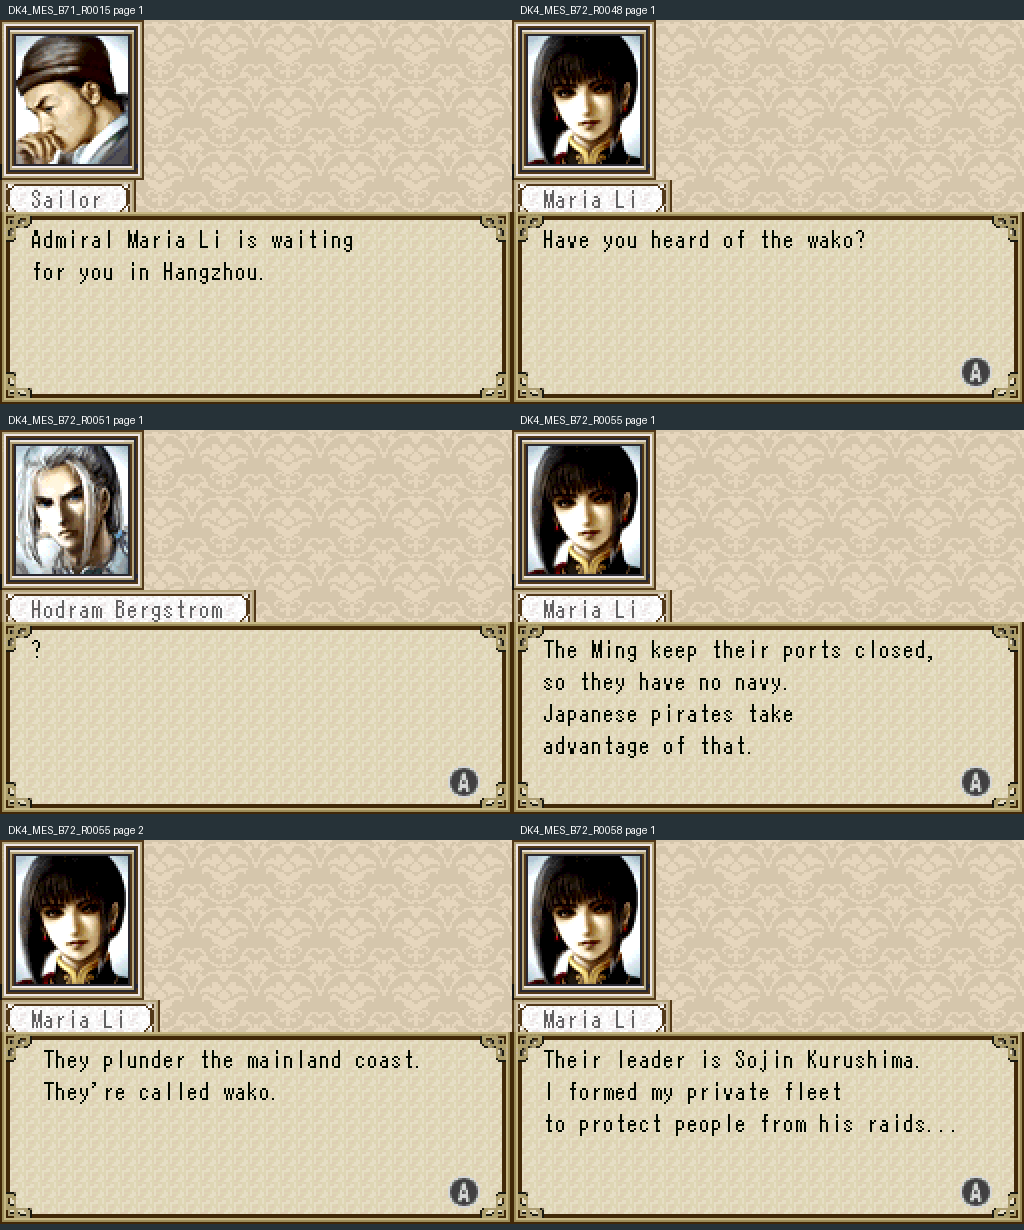 DK4_MES_B71_R0015 page 1
Sailor
Admiral Maria Li is waiting
for you in Hangzhou.
DK4_MES_B72_R0048 page 1
Maria Li
Have you heard of the wako?
A
DK4_MES_B72_R0051 page 1
Hodram Bergstrom
?
A
DK4_MES_B72_R0055 page 1
Maria Li
The Ming keep their ports closed,
so they have no navy.
Japanese pirates take
advantage of that.
A
DK4_MES_B72_R0055 page 2
Maria Li
They plunder the mainland coast.
They're called wako.
A
DK4_MES_B72_R0058 page 1
Maria Li
Their leader is Sojin Kurushima.
I formed my private fleet
to protect people from his raids...
A